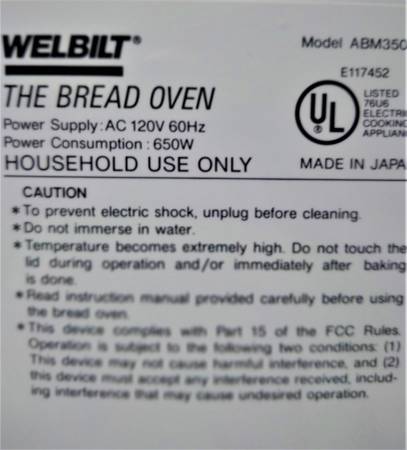 WELBILT®
Model ABM350
E117452
THE BREAD OVEN
UL®
LISTED
76U6
ELECTRIC
COOKING
APPLIAN
Power Supply : AC 120V 60Hz
Power Consumption : 650W
HOUSEHOLD USE ONLY
MADE IN JAPA
CAUTION
*To prevent electric shock, unplug before cleaning.
*Do not immerse in water.
*Temperature becomes extremely high. Do not touch the
lid during operation and/or immediately after baking
is done.
*Read instruction manual provided carefully before using
the bread oven.
*This device complies with Part 15 of the FCC Rules.
Operation is subject to the following two conditions: (1)
This device may not cause harmful interference, and (2)
this device must accept any interference received, includ-
ing interference that may cause undesired operation.